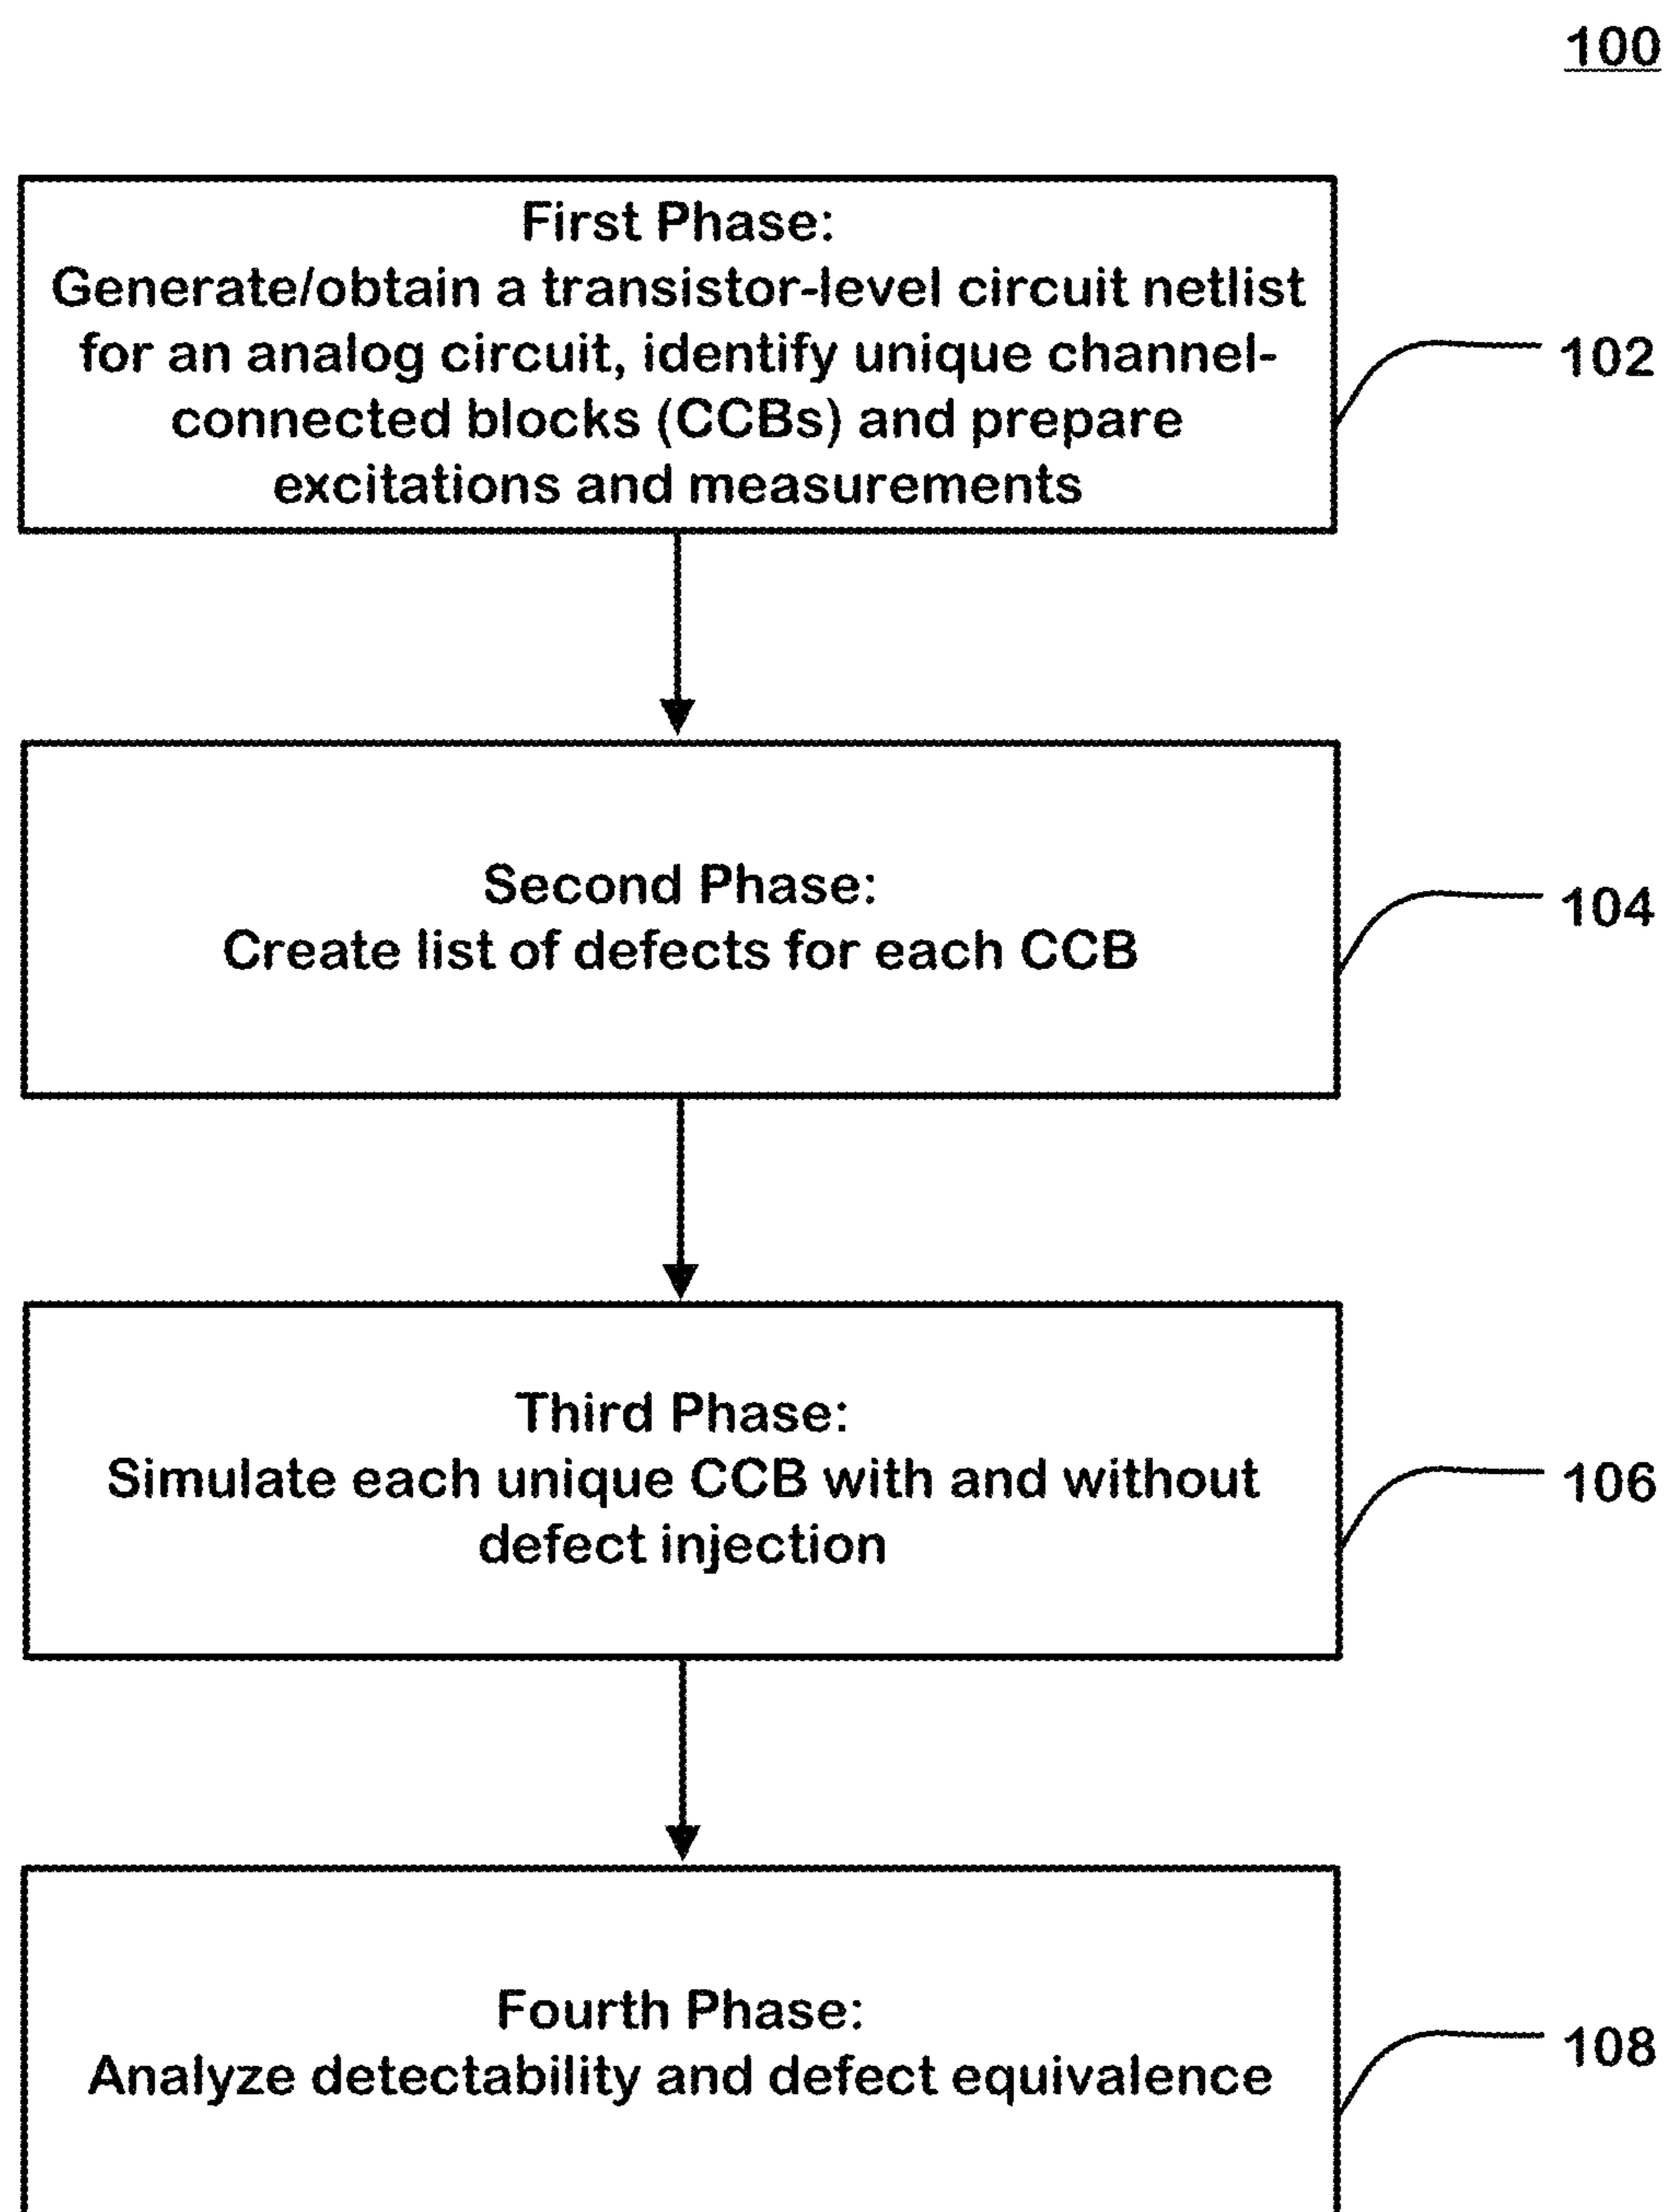 100
First Phase:
Generate/obtain a transistor-level circuit netlist
for an analog circuit, identify unique channel-
connected blocks (CCBs) and prepare
excitations and measurements
102
Second Phase:
Create list of defects for each CCB
104
Third Phase:
Simulate each unique CCB with and without
defect injection
106
Fourth Phase:
Analyze detectability and defect equivalence
108